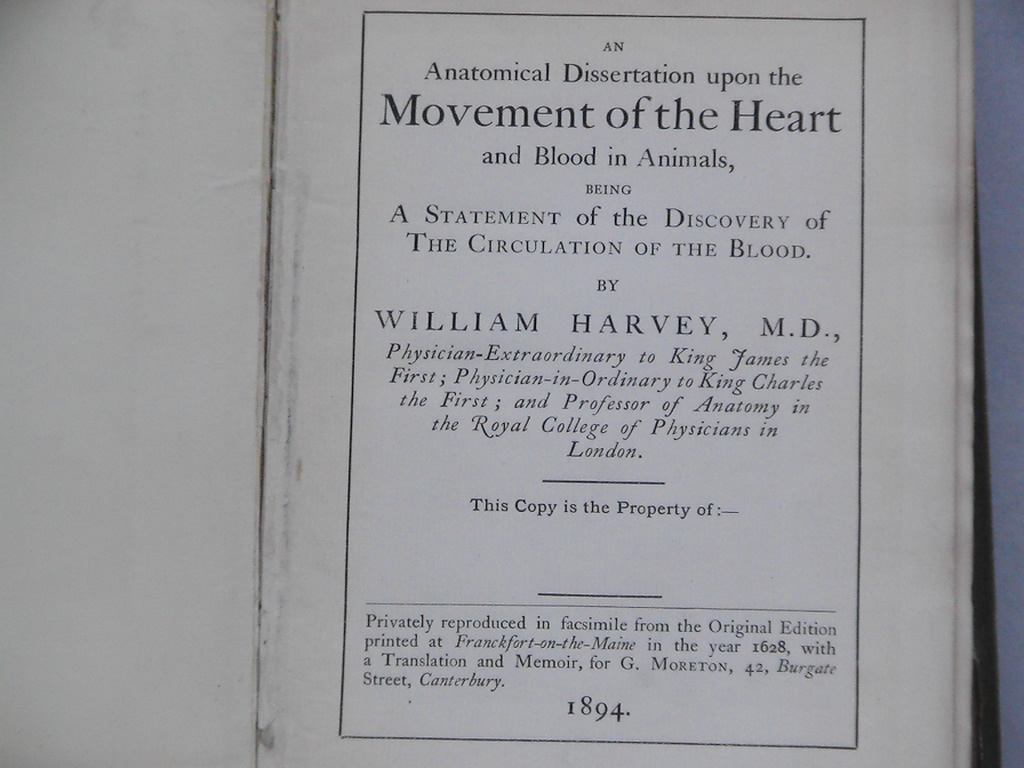 AN
Anatomical Dissertation upon the
Movement of the Heart
and Blood in Animals,
BEING
A STATEMENT of the DISCOVERY of
THE CIRCULATION OF THE BLOOD.
BY
WILLIAM HARVEY, M.D.,
Physician-Extraordinary to King James the
First; Physician-in-Ordinary to King Charles
the First; and Professor of Anatomy in
the Royal College of Physicians in
London.
This Copy is the Property of:—
Privately reproduced in facsimile from the Original Edition
printed at Franckfort-on-the-Maine in the year 1628, with
a Translation and Memoir, for G. MORETON, 42, Burgate
Street, Canterbury.
1894.